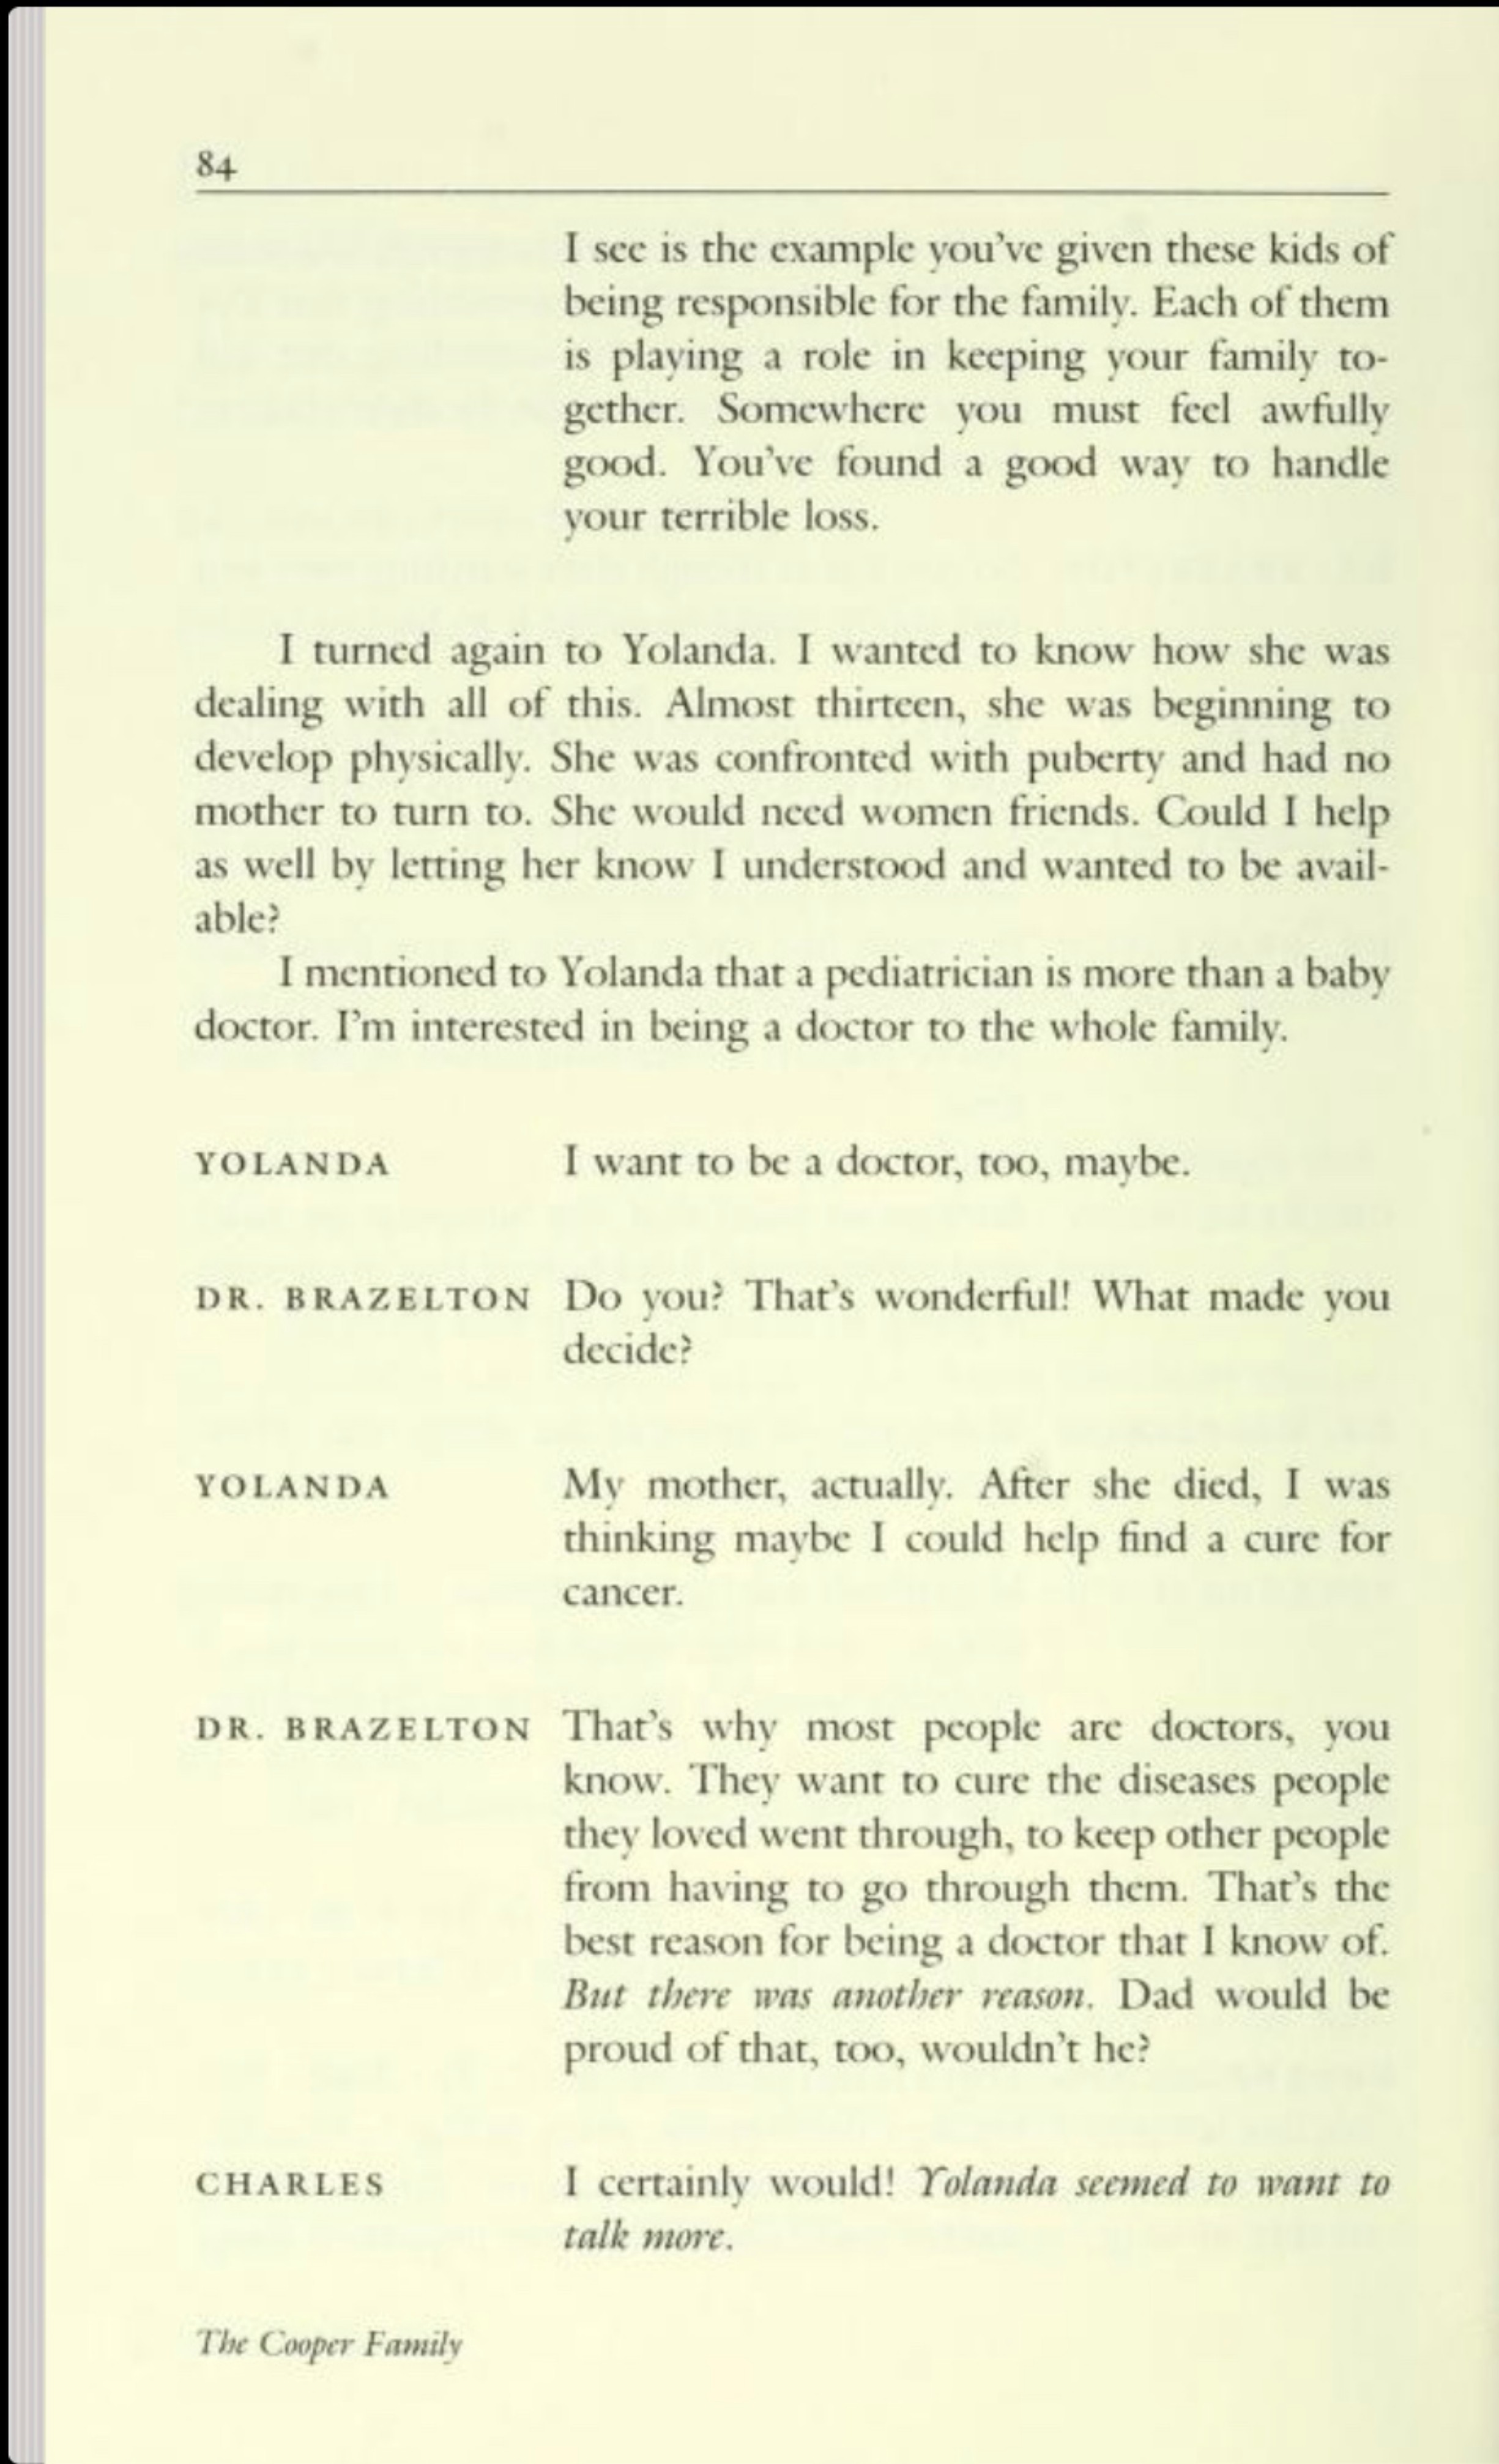 84
I see is the example you've given these kids of
being responsible for the family. Each of them
is playing a role in keeping your family to-
gether. Somewhere you must feel awfully
good. You've found a good way to handle
your terrible loss.
I turned again to Yolanda. I wanted to know how she was
dealing with all of this. Almost thirteen, she was beginning to
develop physically. She was confronted with puberty and had no
mother to turn to. She would need women friends. Could I help
as well by letting her know I understood and wanted to be avail-
able?
I mentioned to Yolanda that a pediatrician is more than a baby
doctor. I'm interested in being a doctor to the whole family.
YOLANDA I want to be a doctor, too, maybe.
DR. BRAZELTON Do you? That's wonderful! What made you
decide?
YOLANDA My mother, actually. After she died, I was
thinking maybe I could help find a cure for
cancer.
DR. BRAZELTON That's why most people are doctors, you
know. They want to cure the diseases people
they loved went through, to keep other people
from having to go through them. That's the
best reason for being a doctor that I know of.
But there was another reason. Dad would be
proud of that, too, wouldn't he?
CHARLES I certainly would! Yolanda seemed to want to
talk more.
The Cooper Family